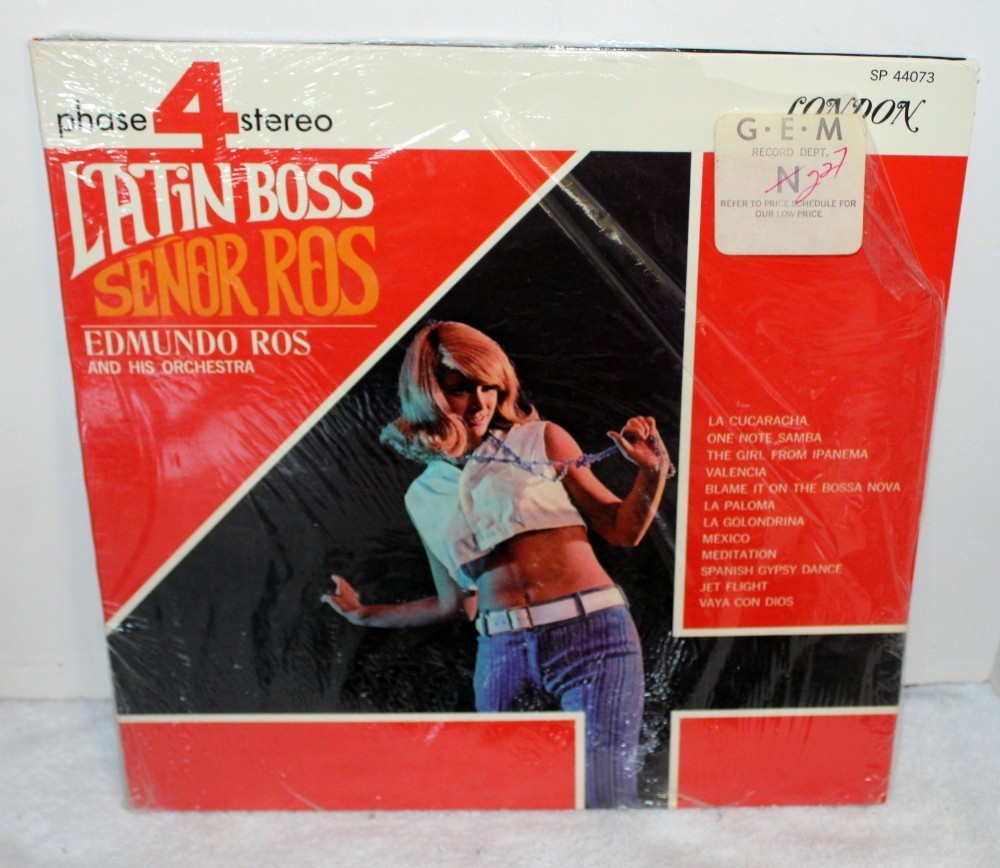 phase 4 stereo
SP 44073
LONDON
LATiN BOSS
SEÑOR ROS
EDMUNDO ROS
AND HIS ORCHESTRA
G·E·M
RECORD DEPT.
N 227
REFER TO PRICE SCHEDULE FOR
OUR LOW PRICE
LA CUCARACHA
ONE NOTE SAMBA
THE GIRL FROM IPANEMA
VALENCIA
BLAME IT ON THE BOSSA NOVA
LA PALOMA
LA GOLONDRINA
MEXICO
MEDITATION
SPANISH GYPSY DANCE
JET FLIGHT
VAYA CON DIOS